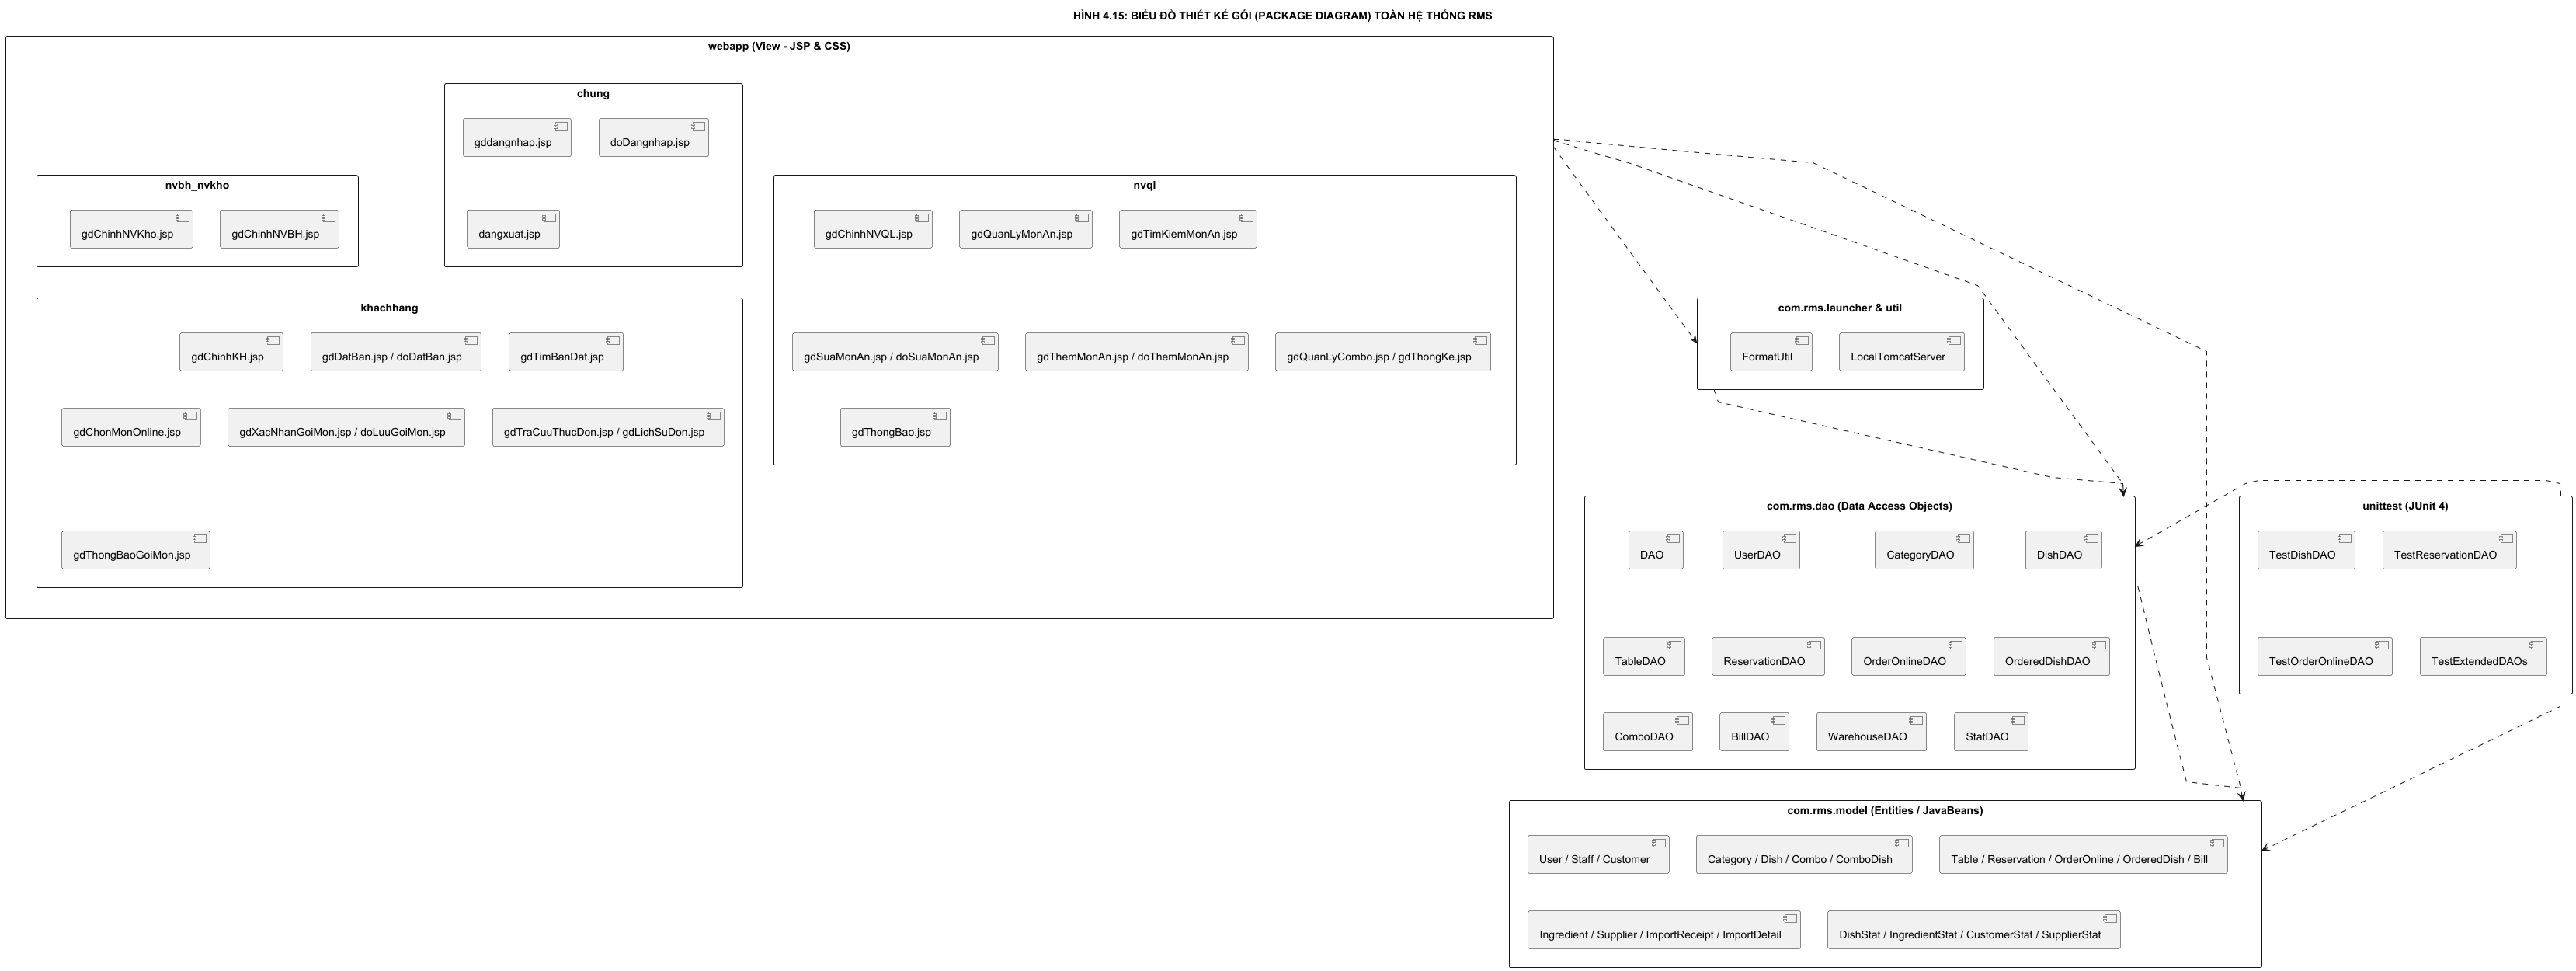 HÌNH 4.15: BIỂU ĐỒ THIẾT KẾ GÓI (PACKAGE DIAGRAM) TOÀN HỆ THỐNG RMS
webapp (View - JSP & CSS)
chung
gddangnhap.jsp
doDangnhap.jsp
dangxuat.jsp
nvbh_nvkho
gdChinhNVKho.jsp
gdChinhNVBH.jsp
nvql
gdChinhNVQL.jsp
gdQuanLyMonAn.jsp
gdTimKiemMonAn.jsp
gdSuaMonAn.jsp / doSuaMonAn.jsp
gdThemMonAn.jsp / doThemMonAn.jsp
gdQuanLyCombo.jsp / gdThongKe.jsp
gdThongBao.jsp
khachhang
gdChinhKH.jsp
gdDatBan.jsp / doDatBan.jsp
gdTimBanDat.jsp
gdChonMonOnline.jsp
gdXacNhanGoiMon.jsp / doLuuGoiMon.jsp
gdTraCuuThucDon.jsp / gdLichSuDon.jsp
gdThongBaoGoiMon.jsp
com.rms.launcher & util
FormatUtil
LocalTomcatServer
com.rms.dao (Data Access Objects)
DAO
UserDAO
CategoryDAO
DishDAO
TableDAO
ReservationDAO
OrderOnlineDAO
OrderedDishDAO
ComboDAO
BillDAO
WarehouseDAO
StatDAO
unittest (JUnit 4)
TestDishDAO
TestReservationDAO
TestOrderOnlineDAO
TestExtendedDAOs
com.rms.model (Entities / JavaBeans)
User / Staff / Customer
Category / Dish / Combo / ComboDish
Table / Reservation / OrderOnline / OrderedDish / Bill
Ingredient / Supplier / ImportReceipt / ImportDetail
DishStat / IngredientStat / CustomerStat / SupplierStat